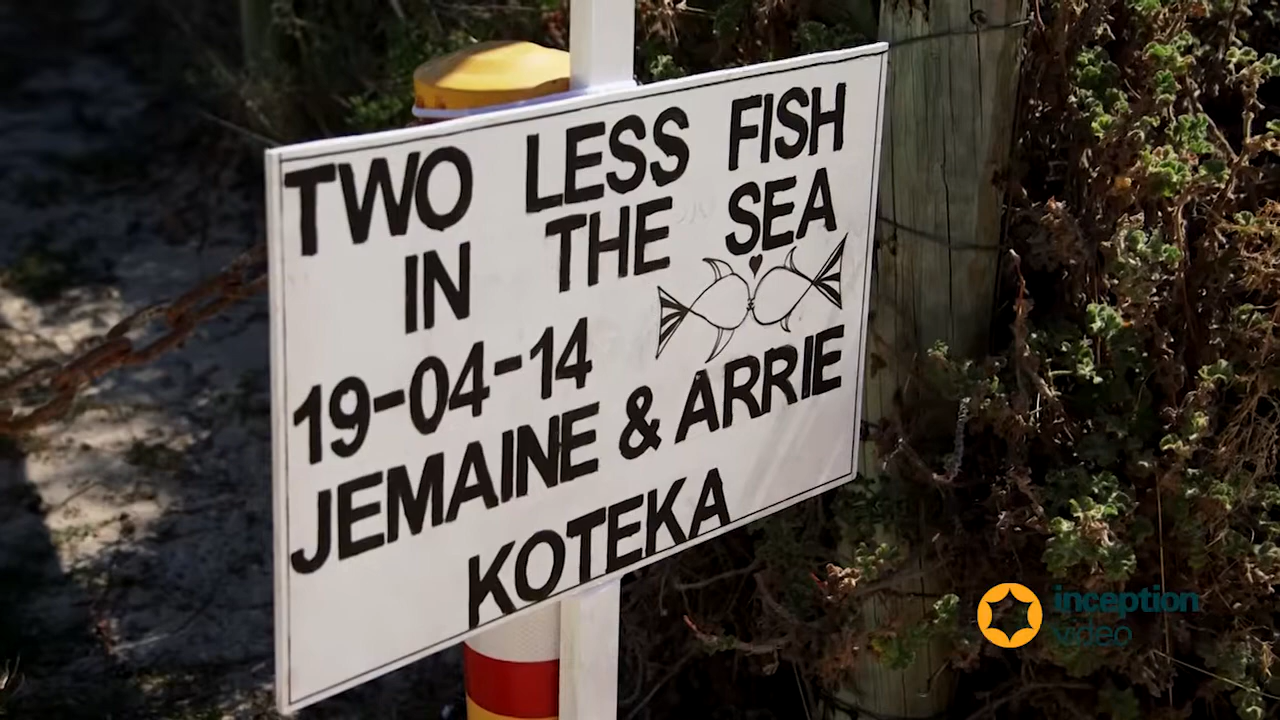 TWO LESS FISH
IN THE SEA
19-04-14
JEMAINE & ARRIE
KOTEKA
inception
video